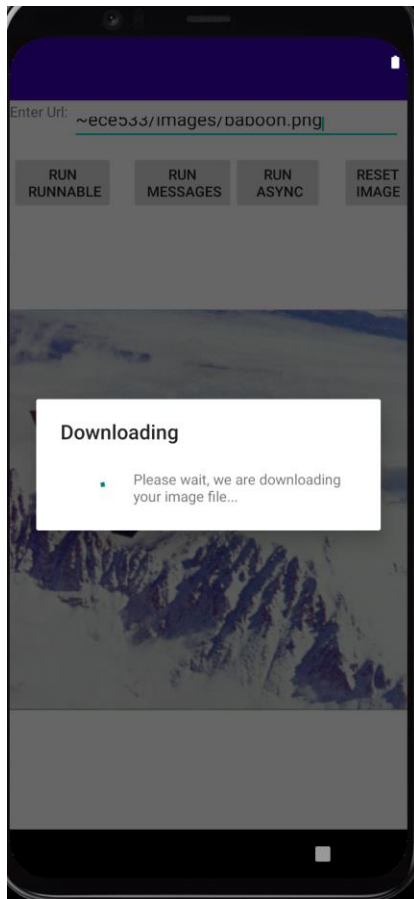 Enter Url:
~ece533/images/baboon.png
RUN RUN RUN RESET
RUNNABLE MESSAGES ASYNC IMAGE
Downloading
Please wait, we are downloading
your image file...